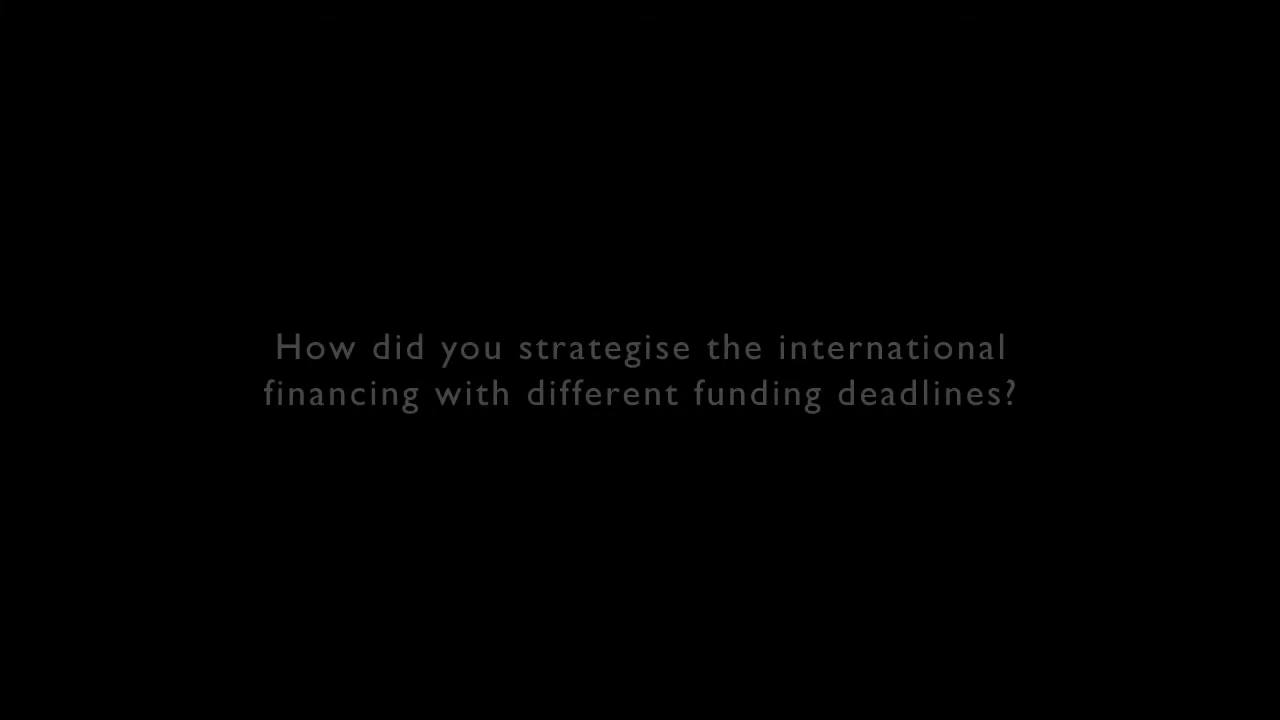 How did you strategise the international
financing with different funding deadlines?